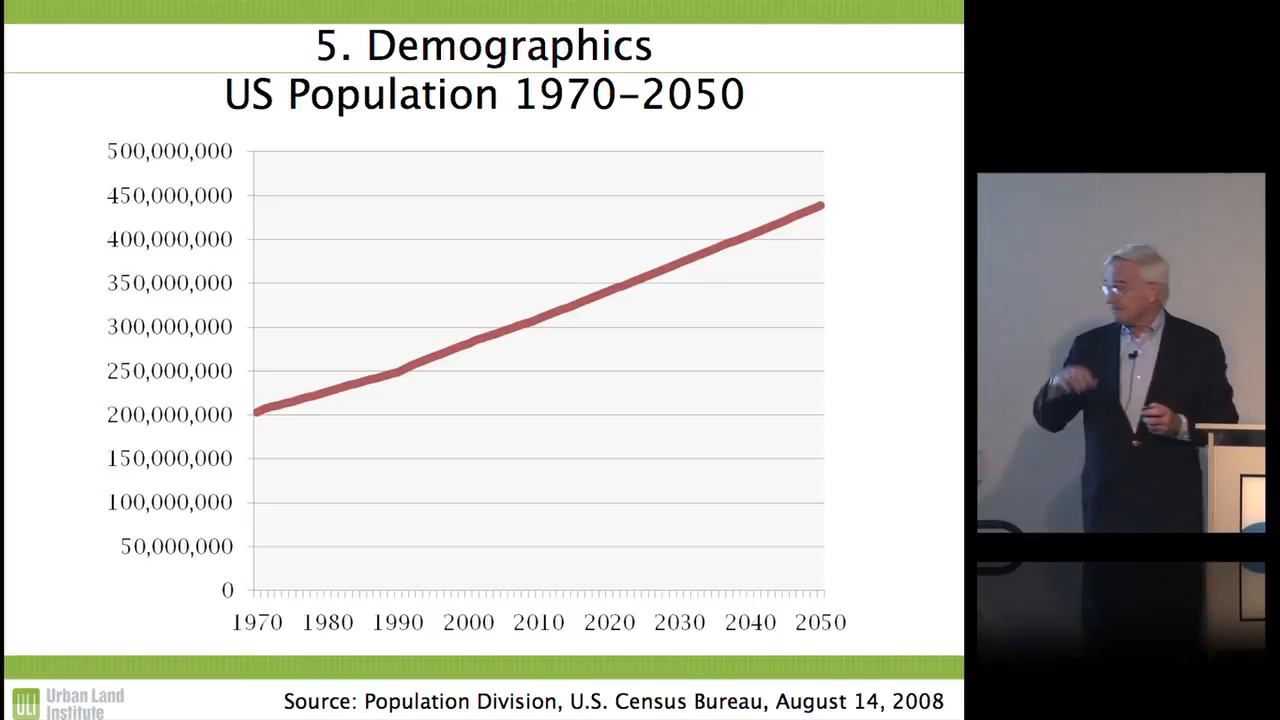 5. Demographics
US Population 1970-2050
500,000,000
450,000,000
400,000,000
350,000,000
300,000,000
250,000,000
200,000,000
150,000,000
100,000,000
50,000,000
0
1970 1980 1990 2000 2010 2020 2030 2040 2050
ULI Urban Land
Institute
Source: Population Division, U.S. Census Bureau, August 14, 2008